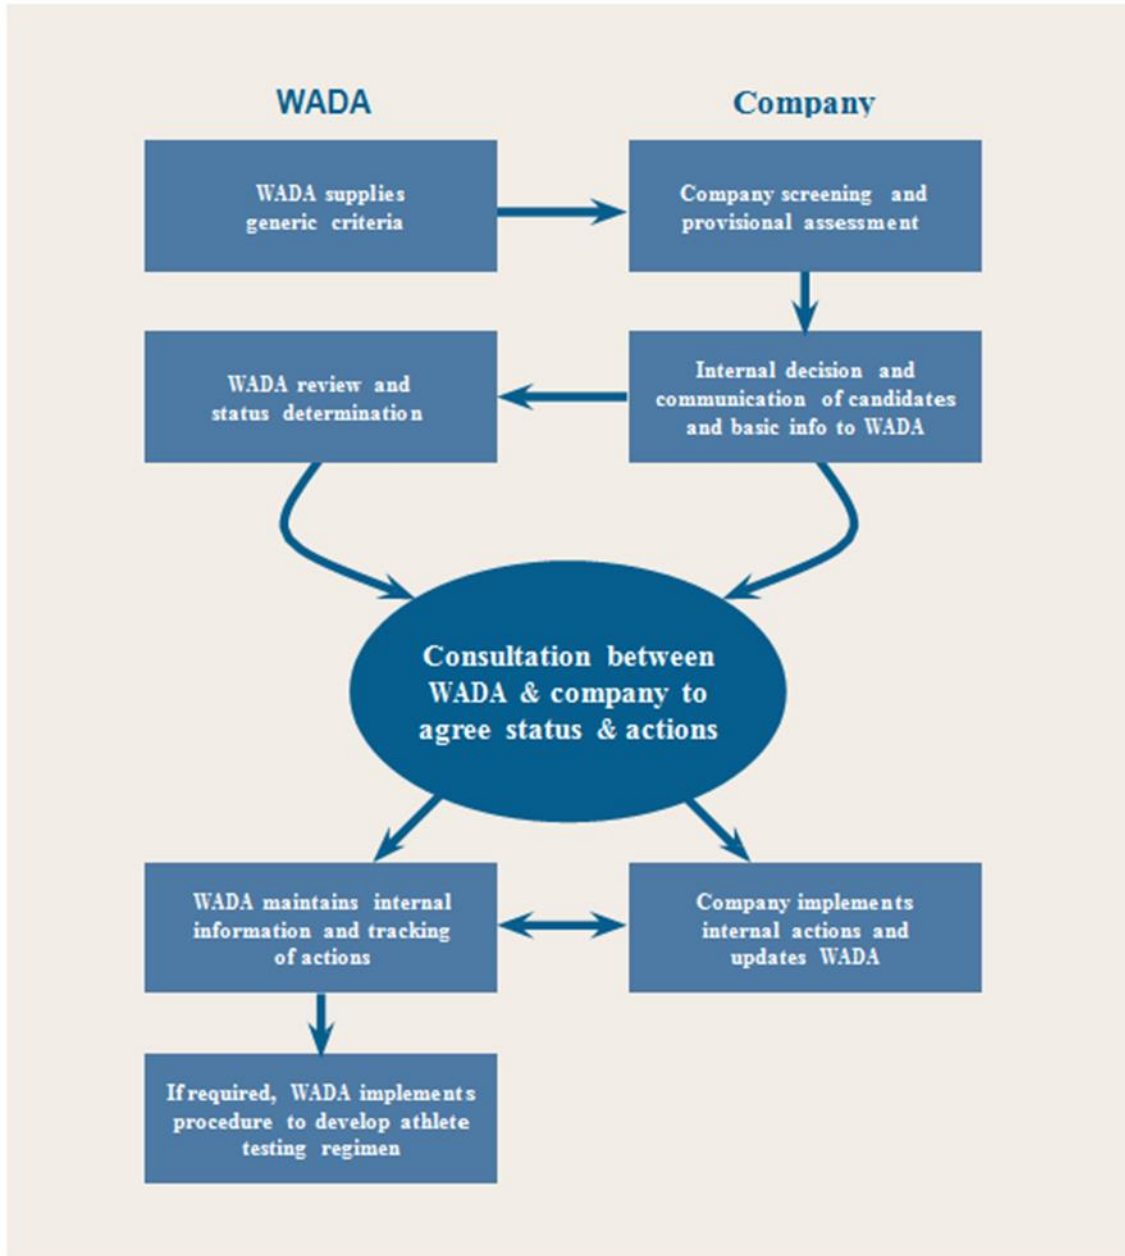 WADA
Company
WADA supplies
generic criteria
Company screening and
provisional assessment
WADA review and
status determination
Internal decision and
communication of candidates
and basic info to WADA
Consultation between
WADA & company to
agree status & actions
WADA maintains internal
information and tracking
of actions
Company implements
internal actions and
updates WADA
If required, WADA implements
procedure to develop athlete
testing regimen